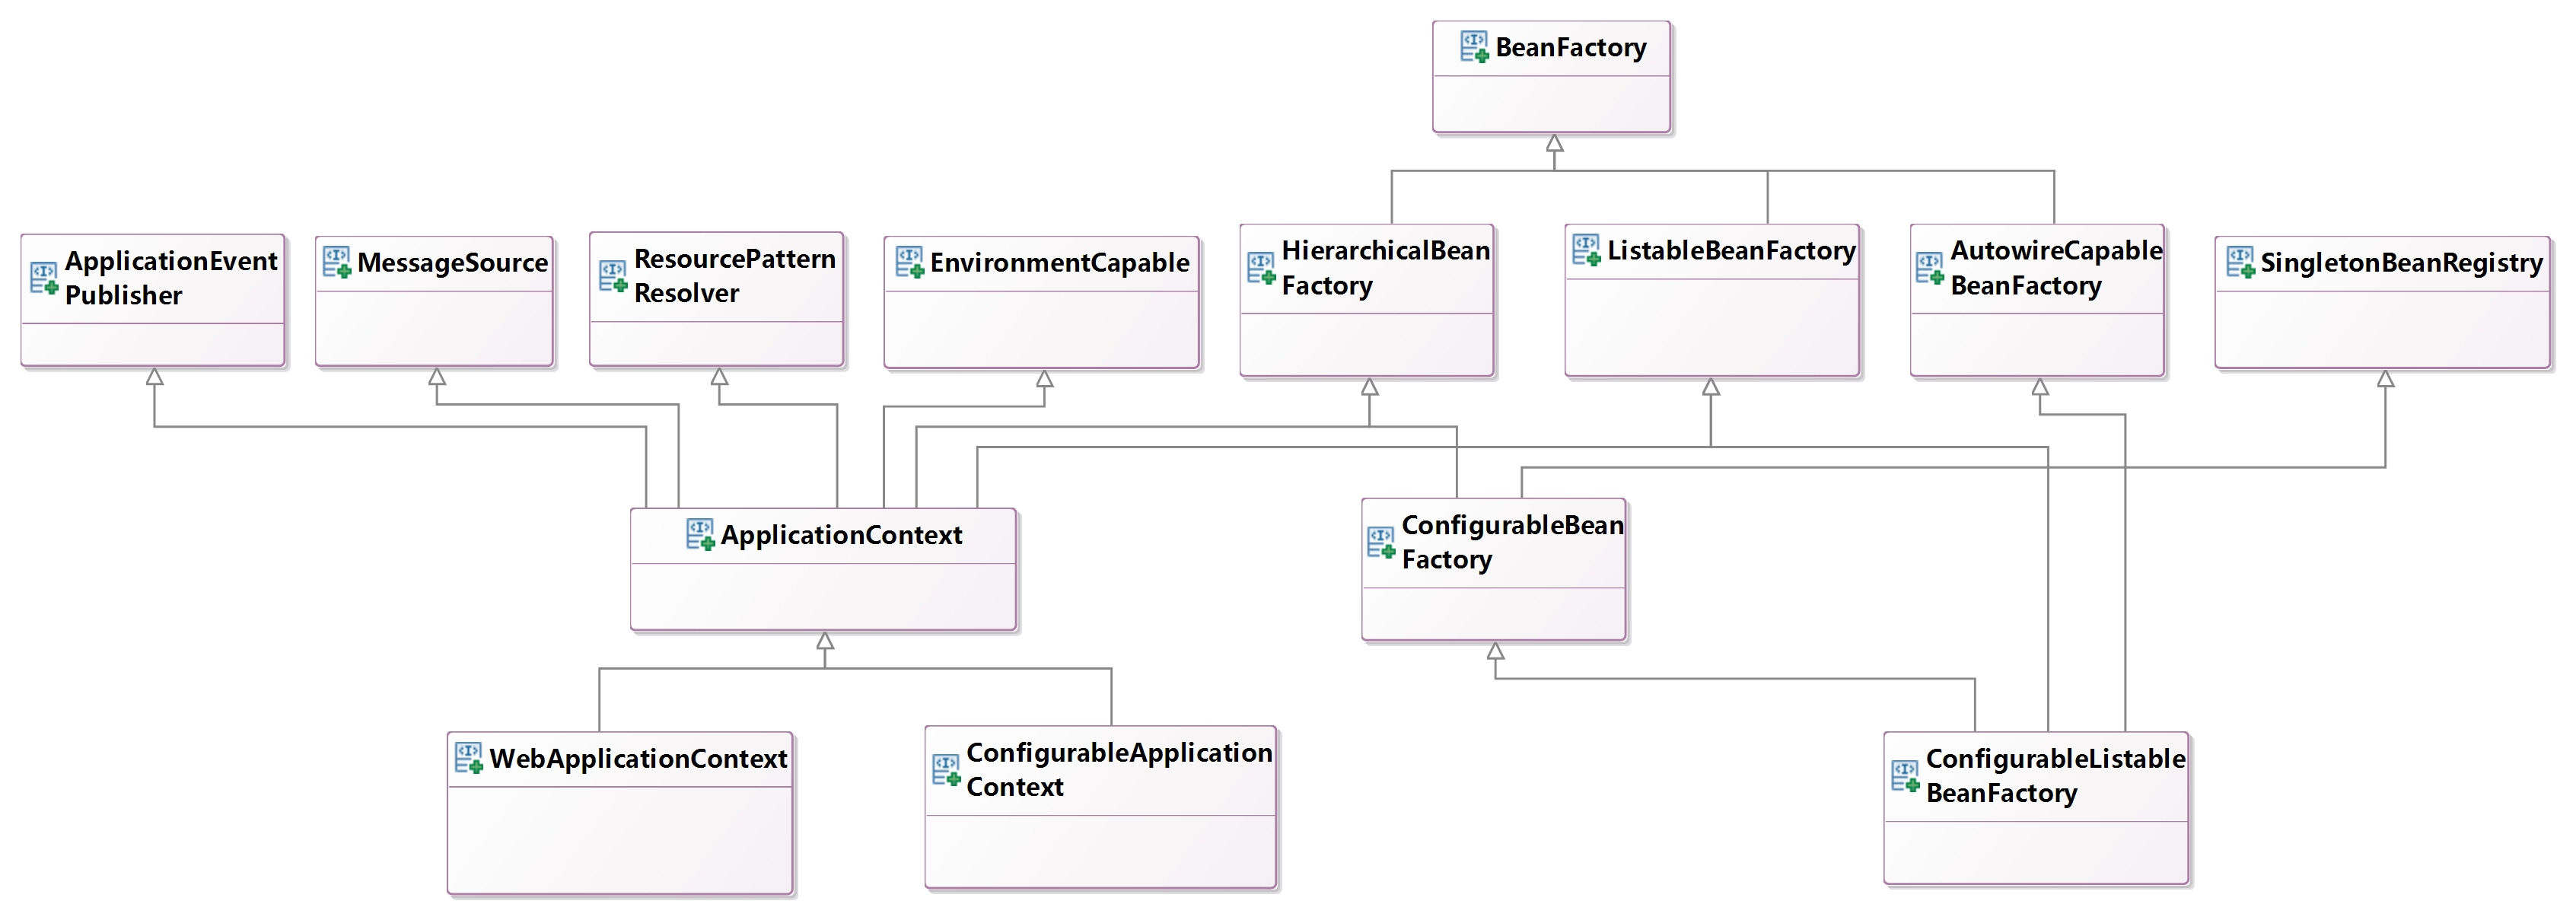 BeanFactory
ApplicationEvent
Publisher
MessageSource
ResourcePattern
Resolver
EnvironmentCapable
HierarchicalBean
Factory
ListableBeanFactory
AutowireCapable
BeanFactory
SingletonBeanRegistry
ApplicationContext
ConfigurableBean
Factory
WebApplicationContext
ConfigurableApplication
Context
ConfigurableListable
BeanFactory